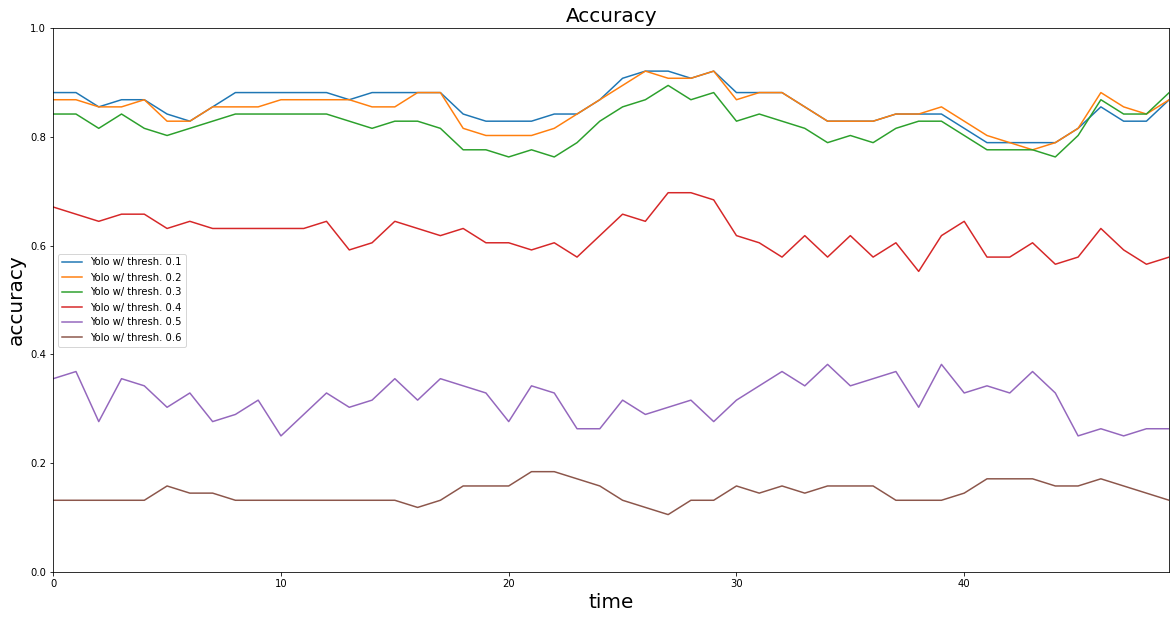 Accuracy
1.0
0.8
0.6
0.4
0.2
0.0
accuracy
Yolo w/ thresh. 0.1
Yolo w/ thresh. 0.2
Yolo w/ thresh. 0.3
Yolo w/ thresh. 0.4
Yolo w/ thresh. 0.5
Yolo w/ thresh. 0.6
0 10 20 30 40
time